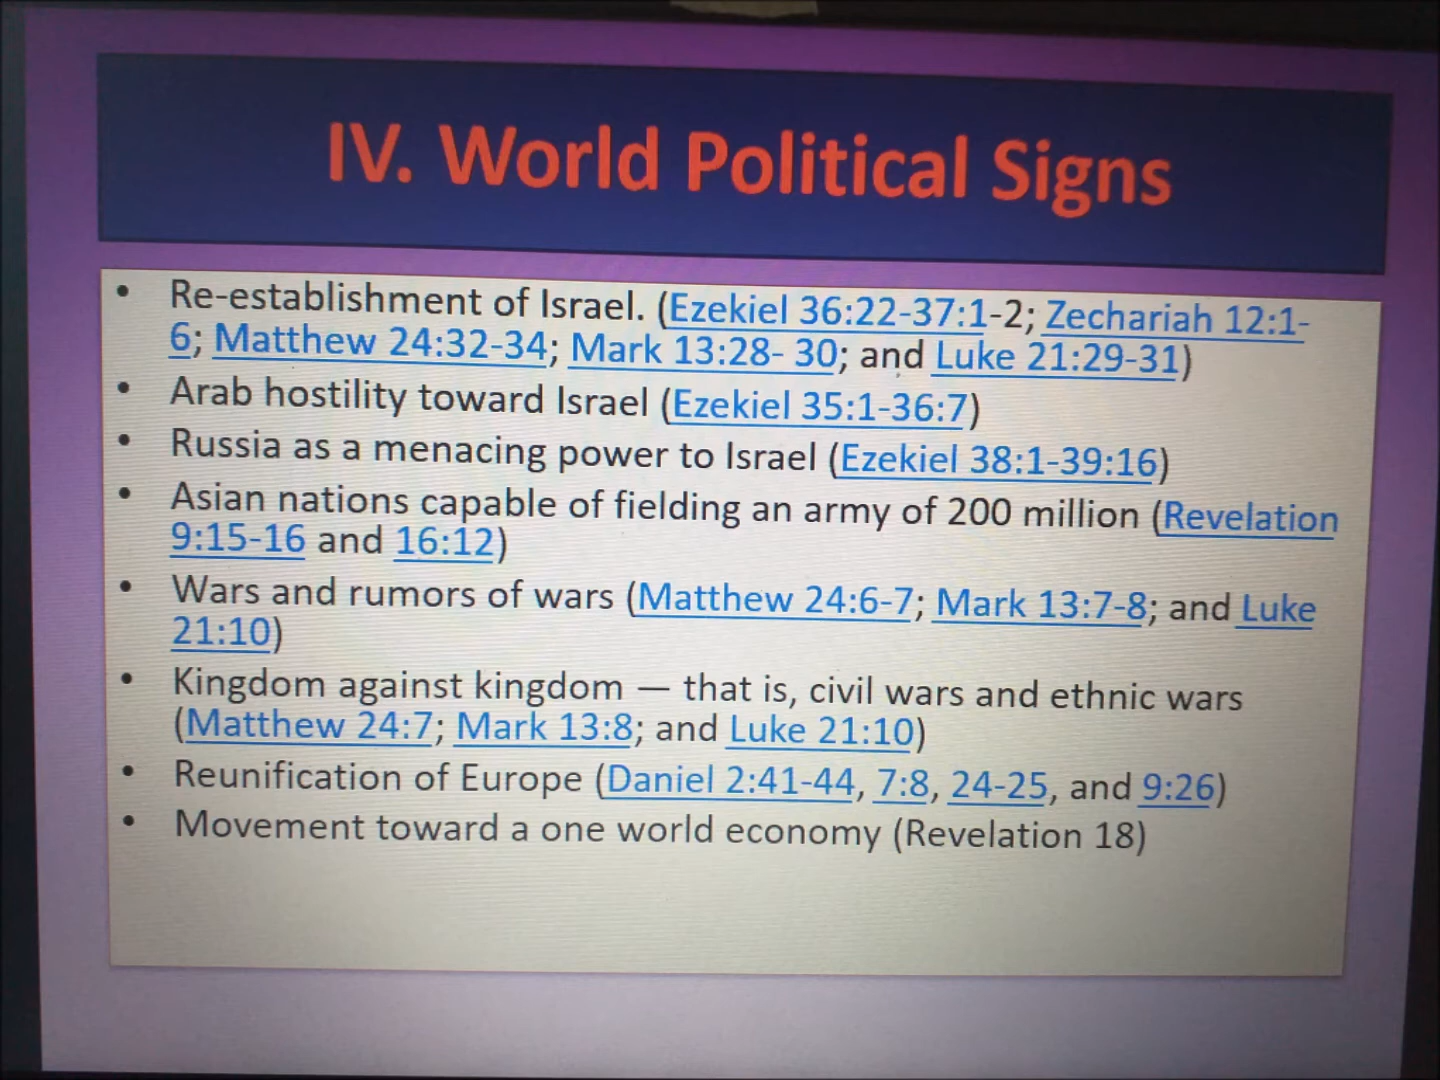 IV. World Political Signs
• Re-establishment of Israel. (Ezekiel 36:22-37:1-2; Zechariah 12:1-
6; Matthew 24:32-34; Mark 13:28- 30; and Luke 21:29-31)
• Arab hostility toward Israel (Ezekiel 35:1-36:7)
• Russia as a menacing power to Israel (Ezekiel 38:1-39:16)
• Asian nations capable of fielding an army of 200 million (Revelation
9:15-16 and 16:12)
• Wars and rumors of wars (Matthew 24:6-7; Mark 13:7-8; and Luke
21:10)
• Kingdom against kingdom — that is, civil wars and ethnic wars
(Matthew 24:7; Mark 13:8; and Luke 21:10)
• Reunification of Europe (Daniel 2:41-44, 7:8, 24-25, and 9:26)
• Movement toward a one world economy (Revelation 18)